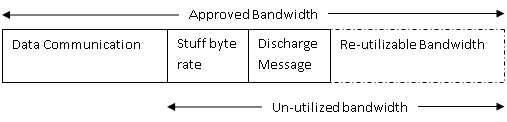 Approved Bandwidth
Data Communication
Stuff byte
rate
Discharge
Message
Re-utilizable Bandwidth
Un-utilized bandwidth